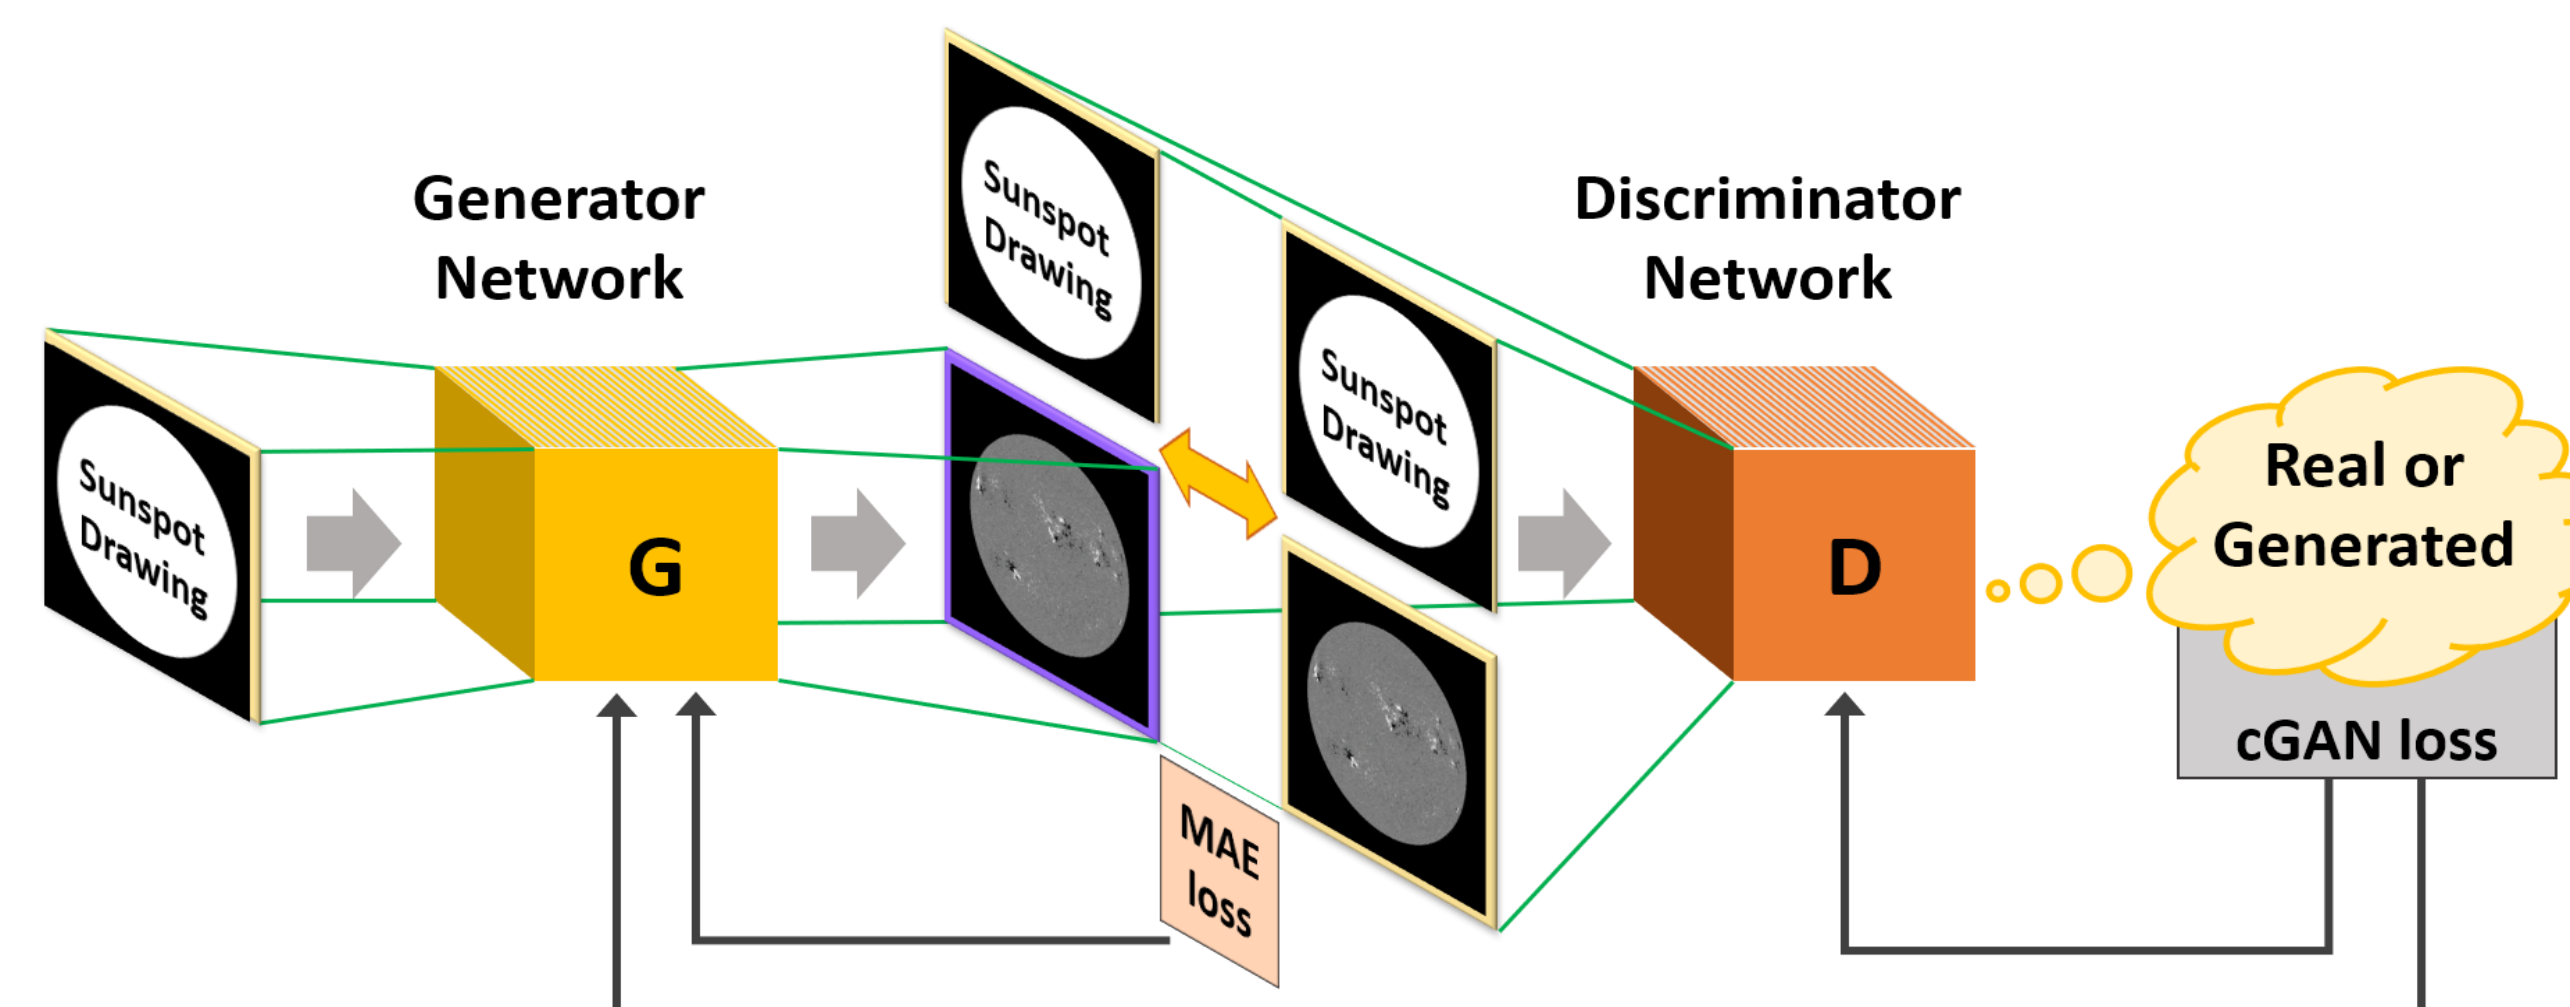 Generator
Network
Discriminator
Network
Sunspot
Drawing
G
Sunspot
Drawing
Sunspot
Drawing
MAE
loss
D
Real or
Generated
cGAN loss